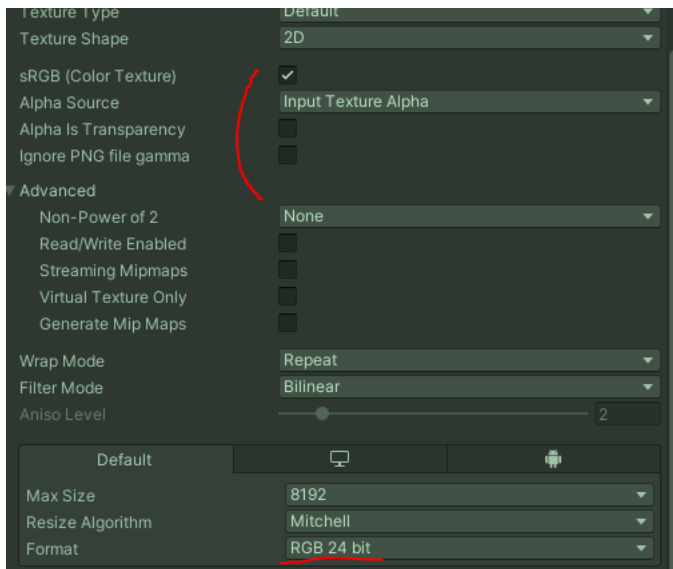 Texture Type Default
Texture Shape 2D
sRGB (Color Texture)
Alpha Source Input Texture Alpha
Alpha Is Transparency
Ignore PNG file gamma
Advanced
Non-Power of 2 None
Read/Write Enabled
Streaming Mipmaps
Virtual Texture Only
Generate Mip Maps
Wrap Mode Repeat
Filter Mode Bilinear
Aniso Level 2
Default
Max Size 8192
Resize Algorithm Mitchell
Format RGB 24 bit